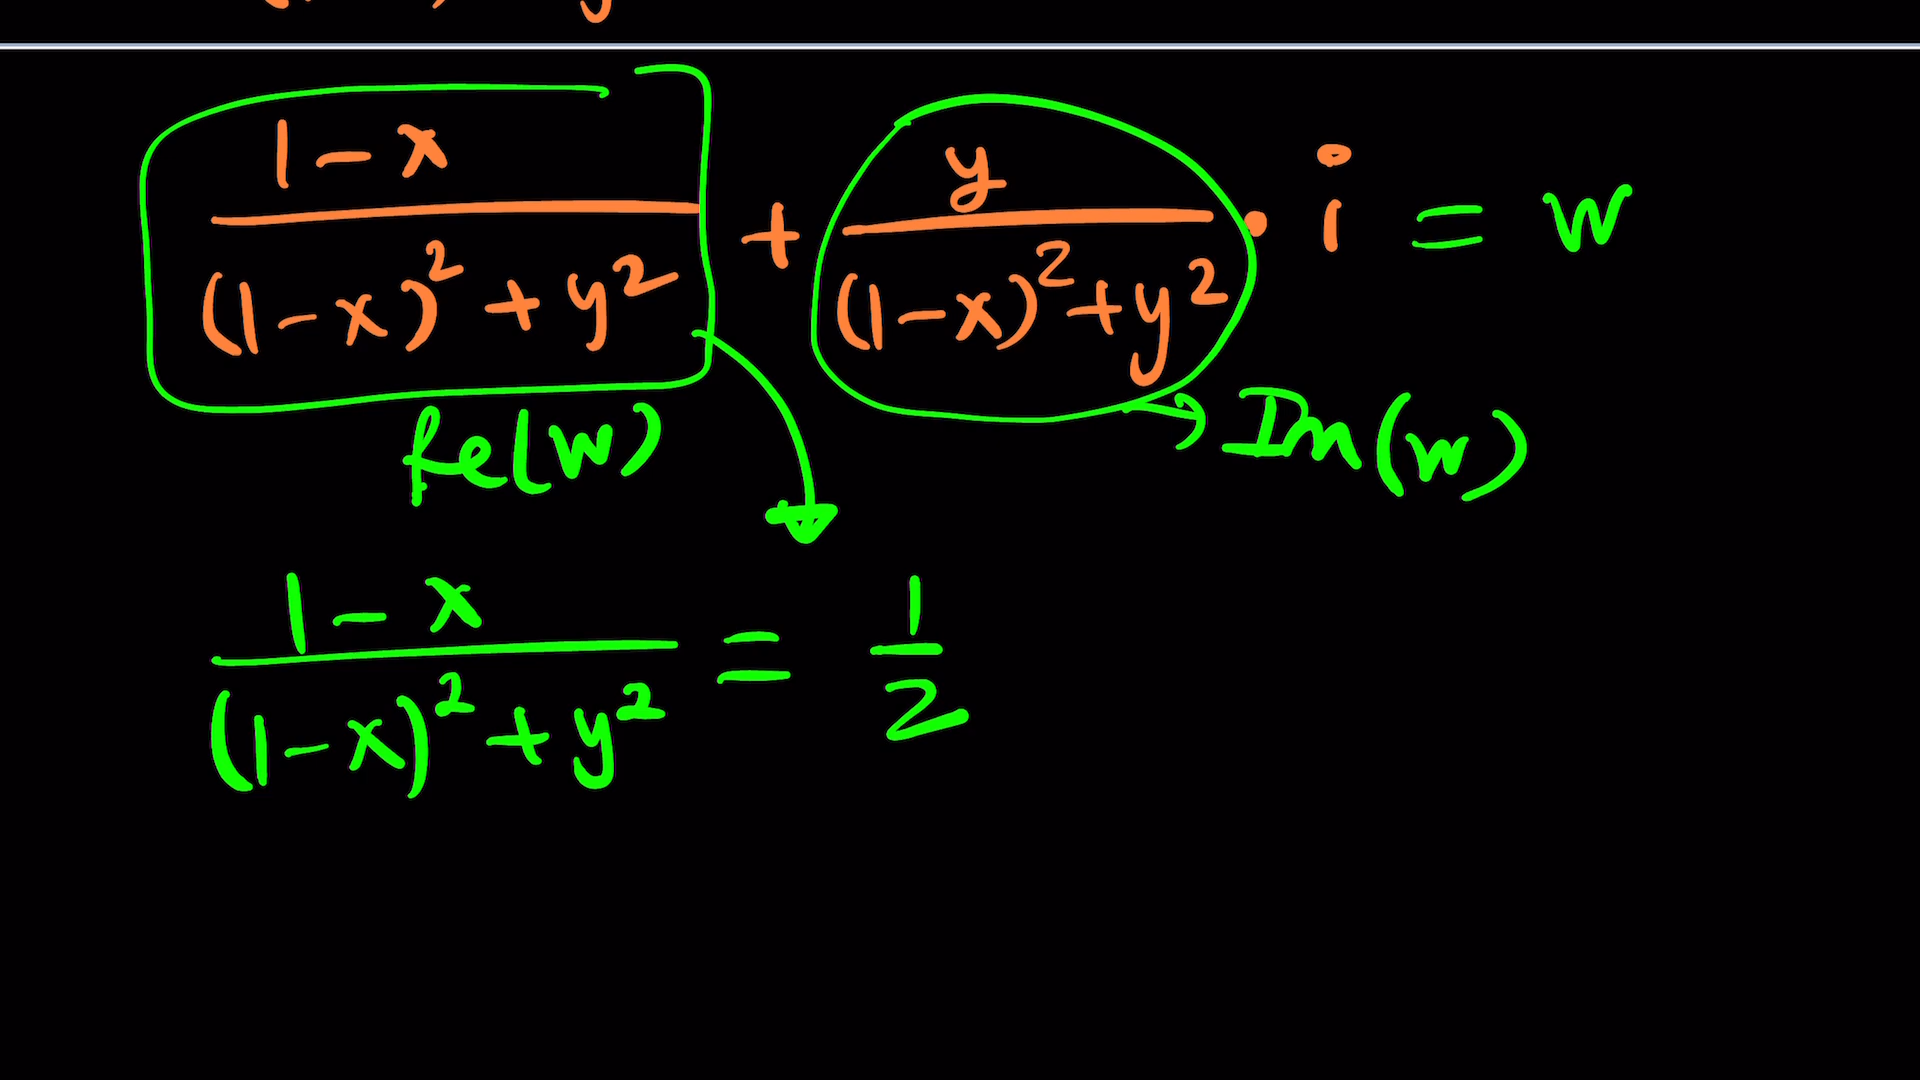 1 - x / (1-x)² + y² + y / (1-x)² + y² · i = w
Re(w) → Im(w)
1 - x / (1-x)² + y² = 1 / 2